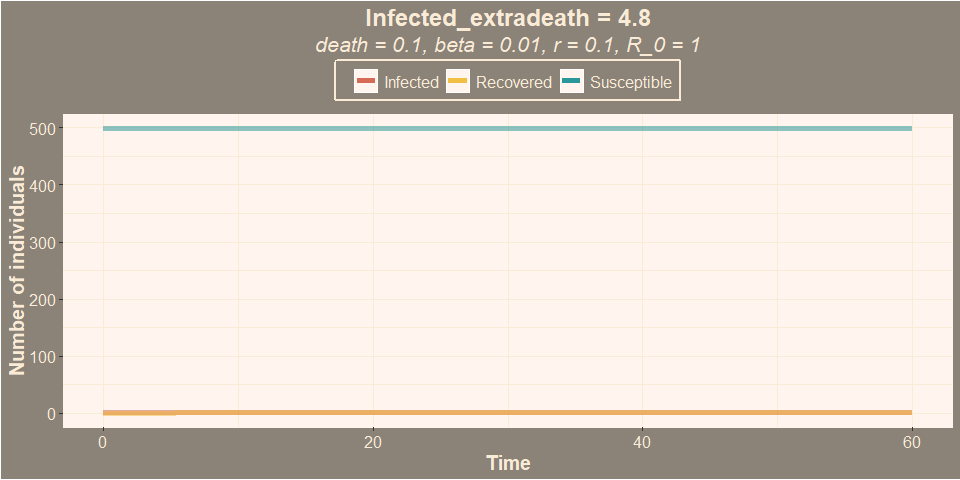 Infected_extradeath = 4.8
death = 0.1, beta = 0.01, r = 0.1, R_0 = 1
Infected Recovered Susceptible
Number of individuals
500
400
300
200
100
0
0 20 40 60
Time